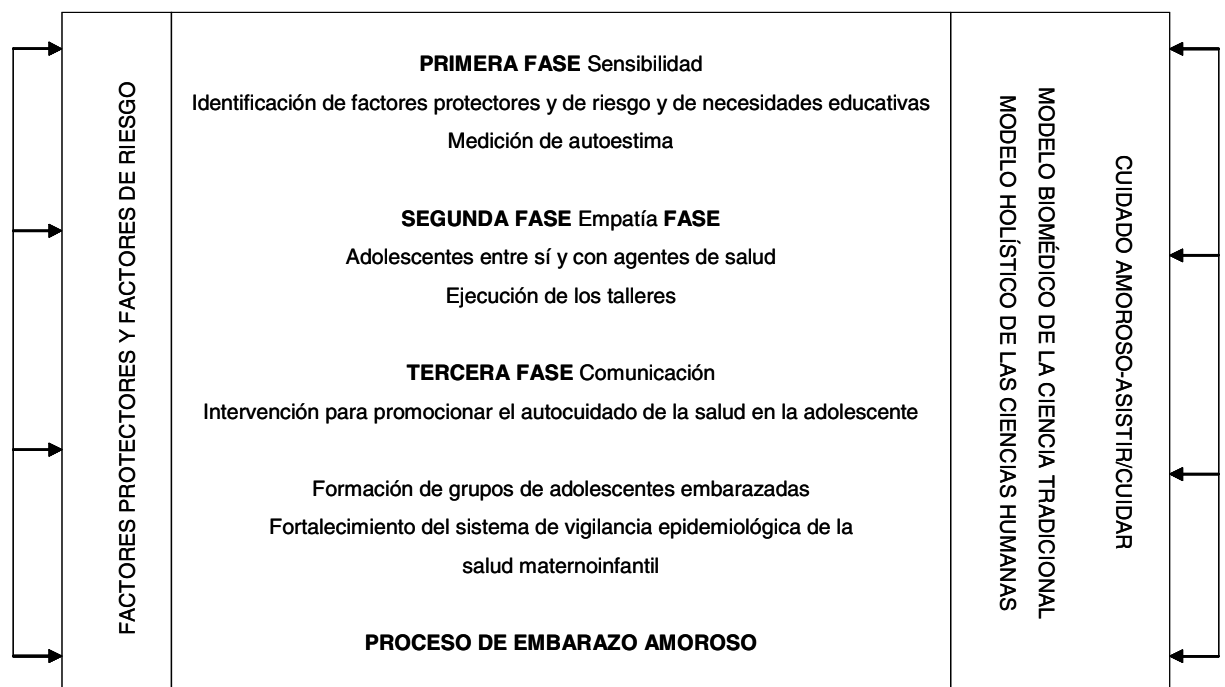 FACTORES PROTECTORES Y FACTORES DE RIESGO
PRIMERA FASE Sensibilidad
Identificación de factores protectores y de riesgo y de necesidades educativas
Medición de autoestima
SEGUNDA FASE Empatía FASE
Adolescentes entre sí y con agentes de salud
Ejecución de los talleres
TERCERA FASE Comunicación
Intervención para promocionar el autocuidado de la salud en la adolescente
Formación de grupos de adolescentes embarazadas
Fortalecimiento del sistema de vigilancia epidemiológica de la
salud maternoinfantil
PROCESO DE EMBARAZO AMOROSO
CUIDADO AMOROSO-ASISTIR/CUIDAR
MODELO BIOMÉDICO DE LA CIENCIA TRADICIONAL
MODELO HOLÍSTICO DE LAS CIENCIAS HUMANAS